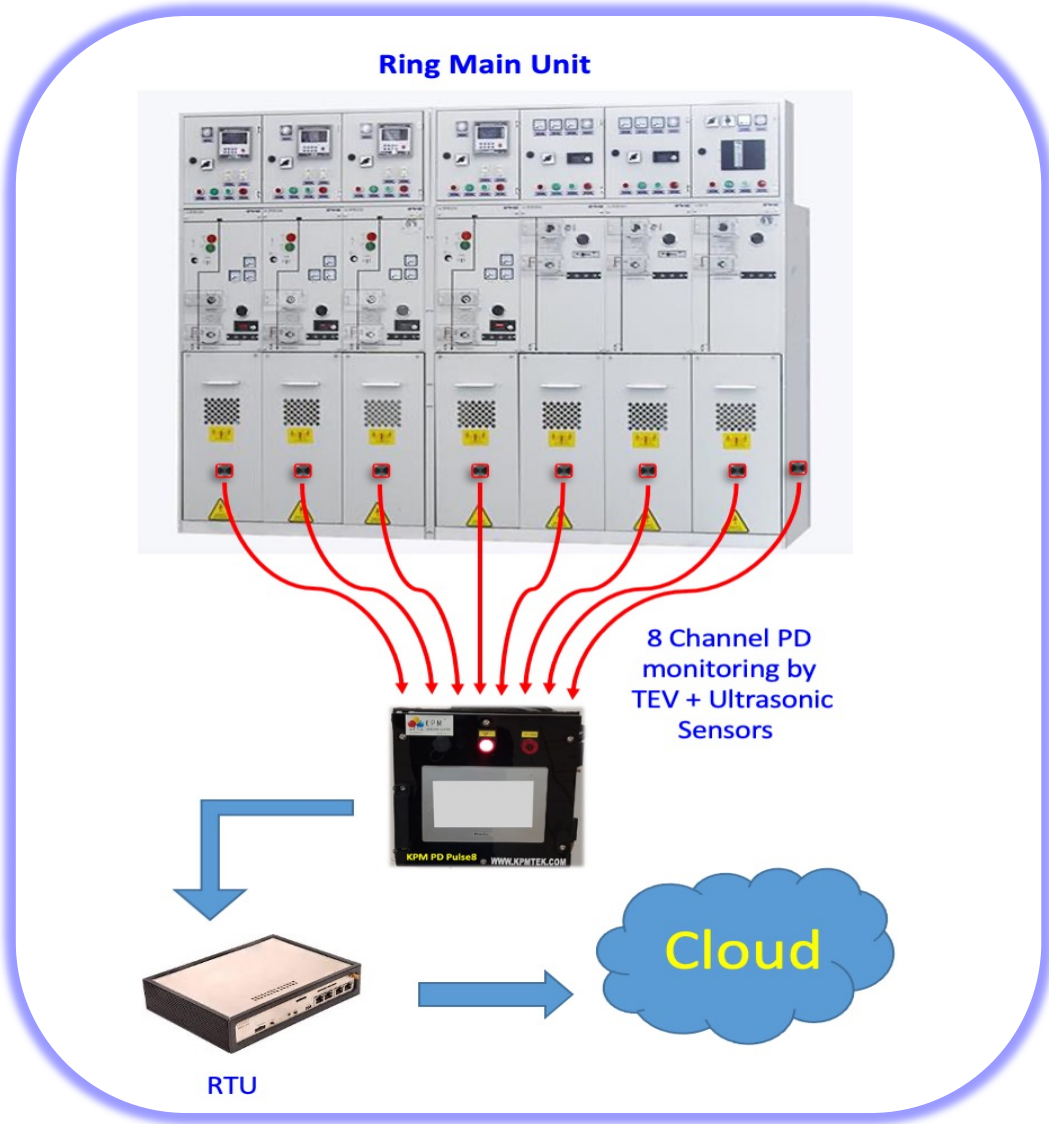 Ring Main Unit
8 Channel PD
monitoring by
TEV + Ultrasonic
Sensors
KPM
KPM PD Pulse8
WWW.KPMTEK.COM
Cloud
RTU